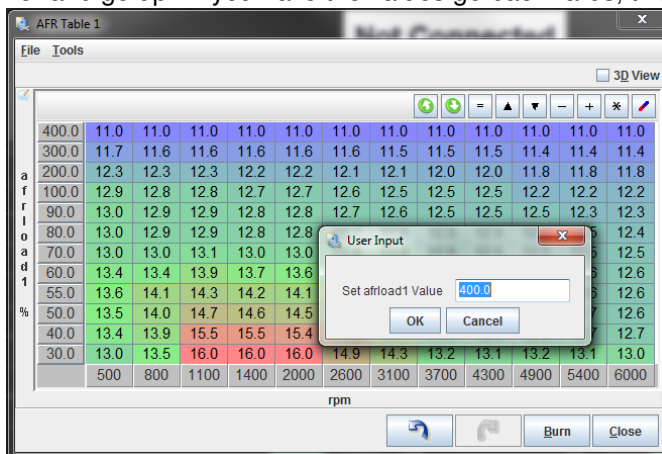 AFR Table 1
File Tools
3D View
= - + *
400.0 11.0 11.0 11.0 11.0 11.0 11.0 11.0 11.0 11.0 11.0 11.0 11.0
300.0 11.7 11.6 11.6 11.6 11.6 11.6 11.5 11.5 11.5 11.4 11.4 11.4
200.0 12.3 12.3 12.3 12.2 12.2 12.1 12.1 12.0 12.0 11.8 11.8 11.8
100.0 12.9 12.8 12.8 12.7 12.7 12.6 12.5 12.5 12.5 12.2 12.2 12.2
90.0 13.0 12.9 12.9 12.8 12.8 12.7 12.6 12.5 12.5 12.5 12.3 12.3
80.0 13.0 12.9 12.9 12.8 12.8 12.4
70.0 13.0 13.0 13.1 13.0 13.0 12.5
60.0 13.4 13.4 13.9 13.7 13.6 12.6
55.0 13.6 14.1 14.3 14.2 14.1 12.6
50.0 13.5 14.0 14.7 14.6 14.5 12.6
40.0 13.4 13.9 15.5 15.5 15.4 12.7
30.0 13.0 13.5 16.0 16.0 16.0 14.9 14.3 13.2 13.1 13.2 13.1 13.0
500 800 1100 1400 2000 2600 3100 3700 4300 4900 5400 6000
rpm
afrload1 %
User Input
Set afrload1 Value 400.0
OK Cancel
Burn Close